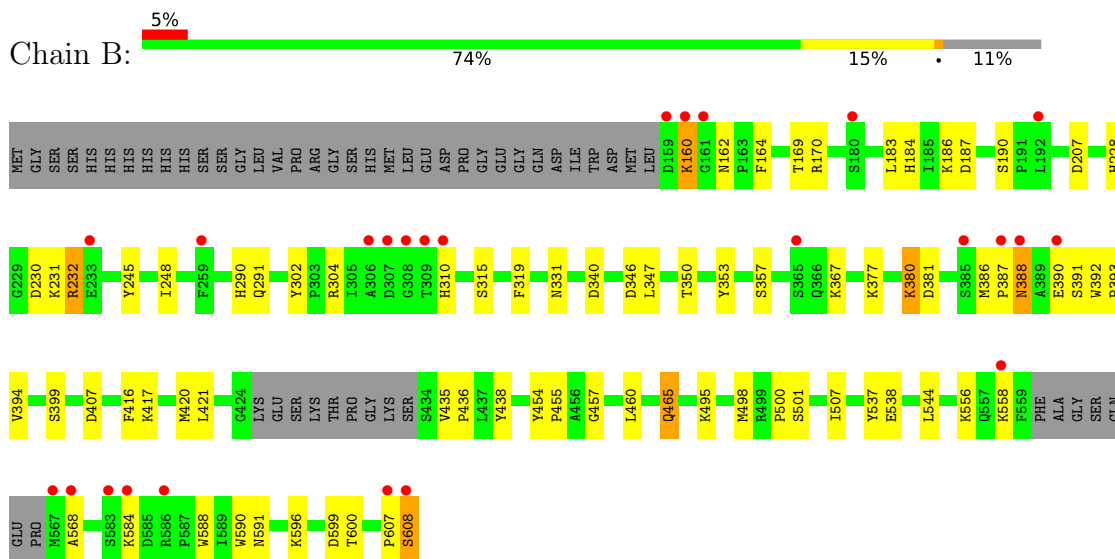 5%
Chain B:
74% 15% • 11%
MET GLY SER SER HIS HIS HIS HIS HIS HIS SER SER GLY LEU VAL PRO ARG GLY SER HIS MET LEU GLU ASP PRO GLY GLU GLY GLN ASP ILE TRP ASP MET LEU D159 K160 G161 N162 P163 F164 T169 R170 S180 L183 H184 I185 K186 D187 S190 P191 L192 D207 H228
G229 D230 K231 R232 E233 Y245 I248 F259 H290 Q291 Y302 P303 R304 I305 A306 D307 G308 T309 H310 S315 F319 N331 D340 D346 L347 T350 Y353 S357 S365 Q366 K367 K377 K380 D381 S385 M386 P387 N388 A389 E390 S391 W392 P393
V394 S399 D407 F416 K417 M420 L421 G424 LYS GLU SER LYS THR PRO GLY LYS SER S434 V435 P436 L437 Y438 Y454 P455 A456 G457 L460 Q465 K495 M498 R499 P500 S501 I507 Y537 E538 L544 K556 Q557 K558 F559 PHE ALA GLY SER GLN
GLU PRO M567 A568 S583 K584 D585 R586 P587 W588 I589 W590 N591 K596 D599 T600 P607 S608